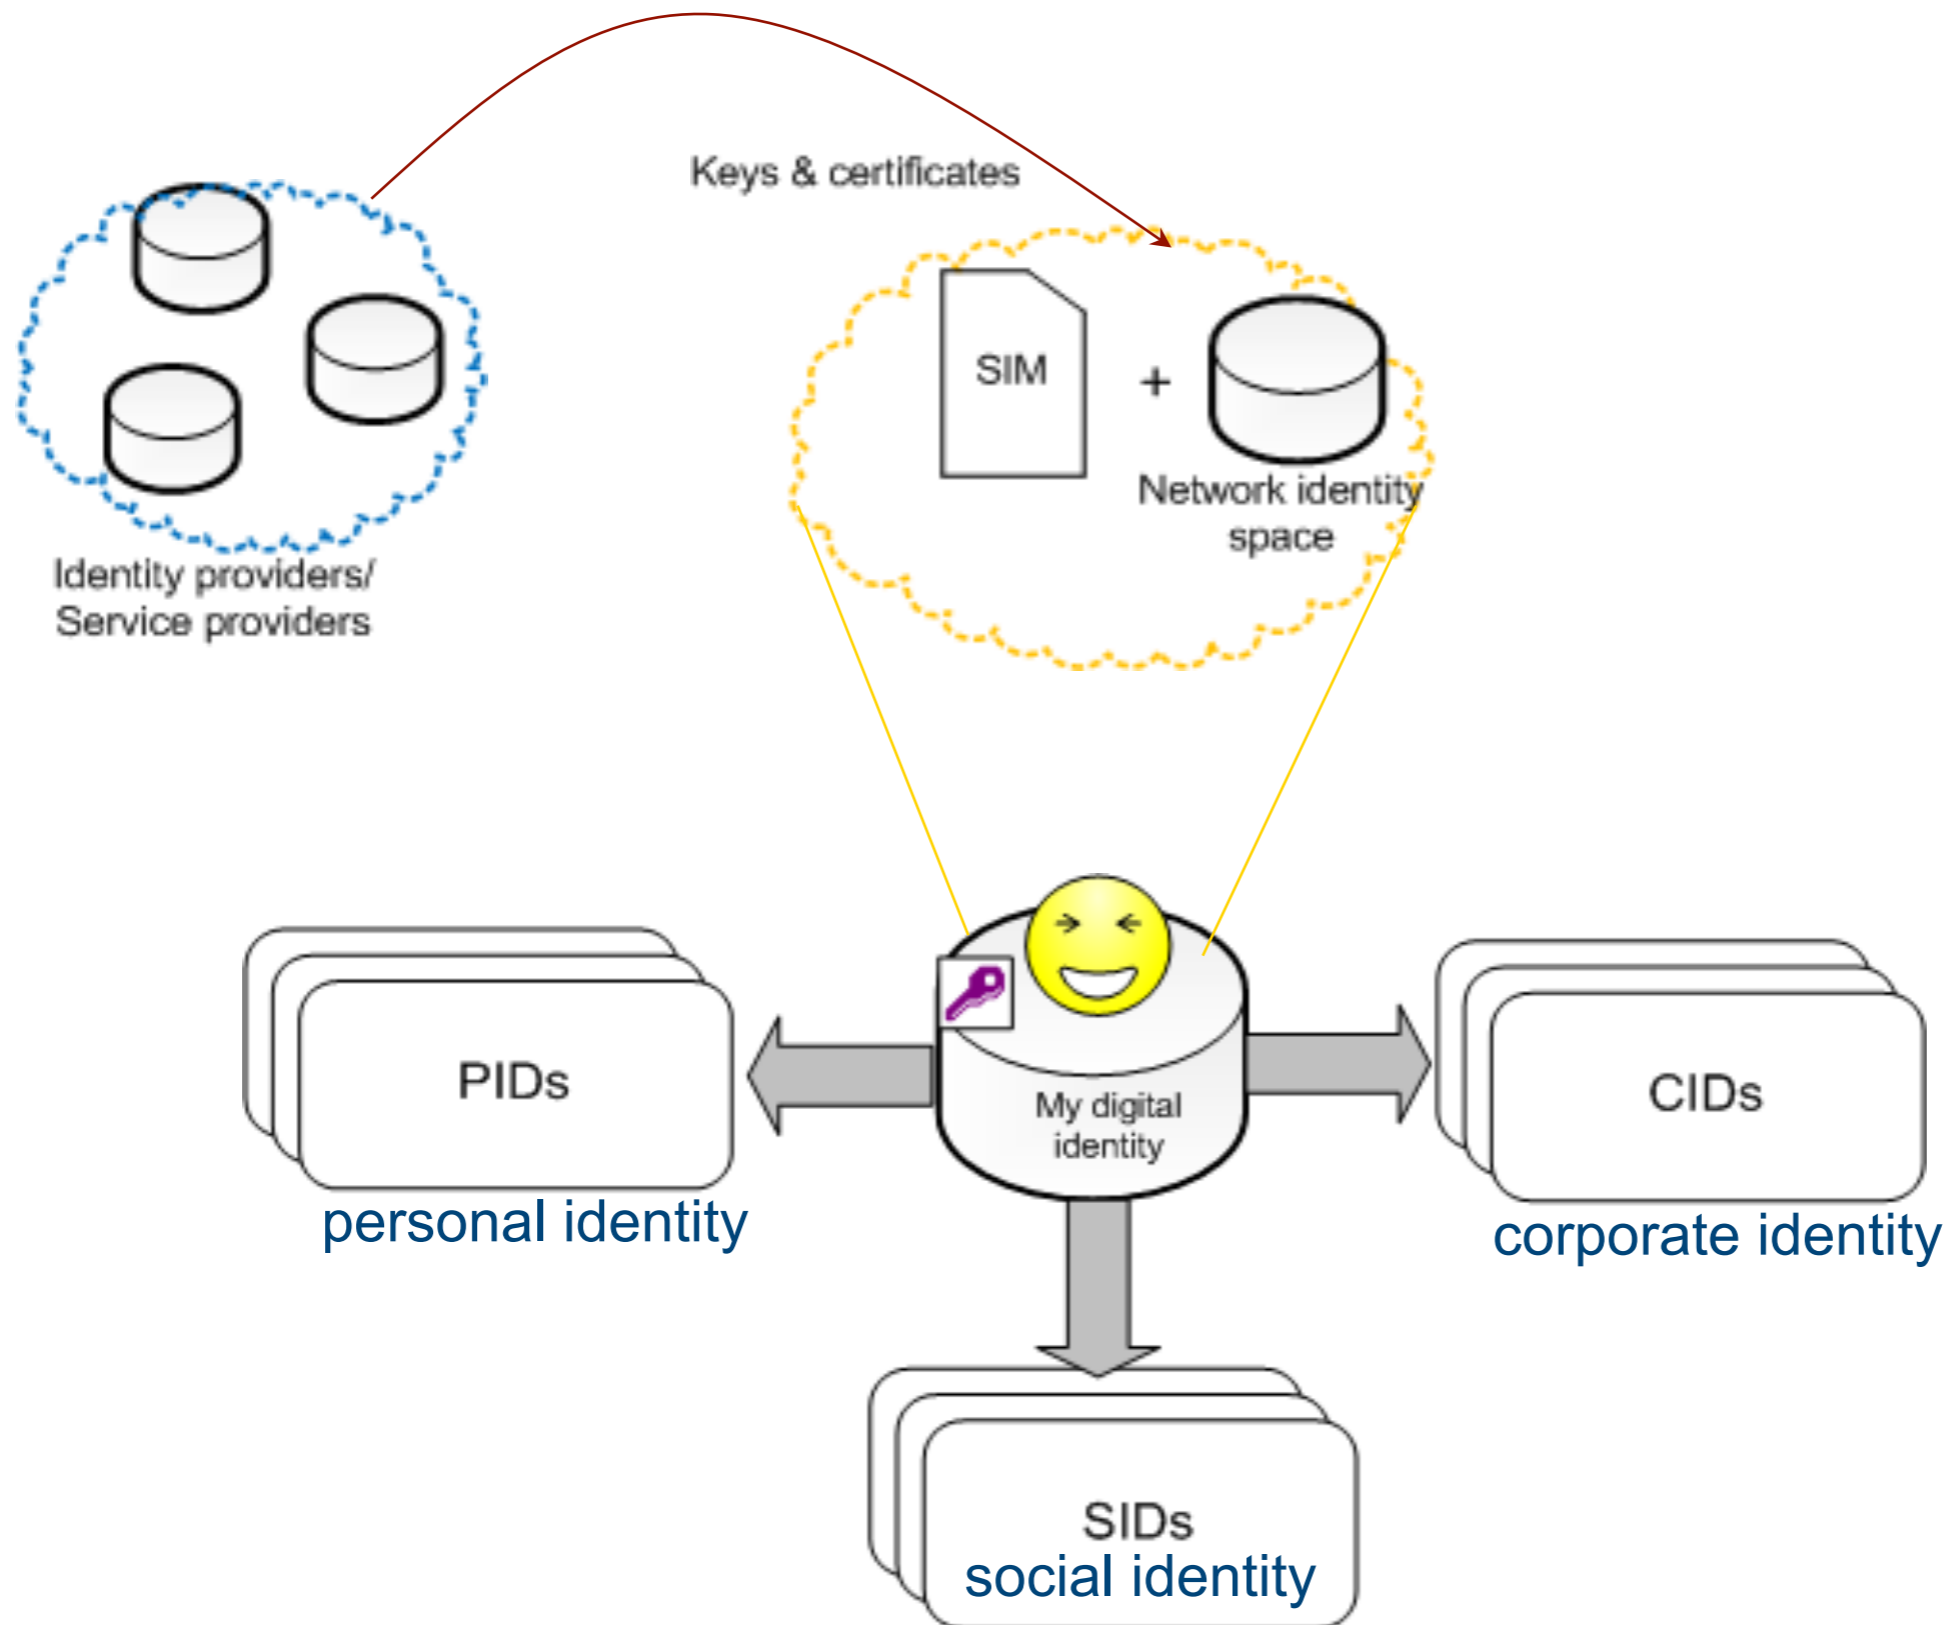 Keys & certificates
SIM
+
Network identity
space
Identity providers/
Service providers
My digital
identity
PIDs
personal identity
CIDs
corporate identity
SIDs
social identity